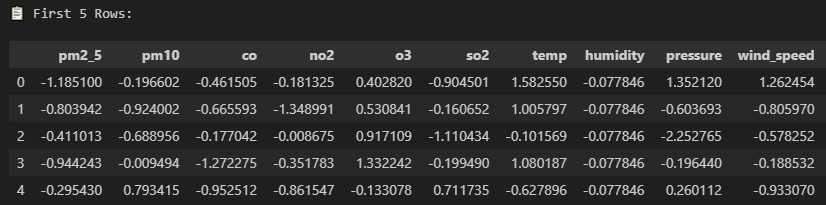 📋 First 5 Rows:
pm2_5 pm10 co no2 o3 so2 temp humidity pressure wind_speed
0 -1.185100 -0.196602 -0.461505 -0.181325 0.402820 -0.904501 1.582550 -0.077846 1.352120 1.262454
1 -0.803942 -0.924002 -0.665593 -1.348991 0.530841 -0.160652 1.005797 -0.077846 -0.603693 -0.805970
2 -0.411013 -0.688956 -0.177042 -0.008675 0.917109 -1.110434 -0.101569 -0.077846 -2.252765 -0.578252
3 -0.944243 -0.009494 -1.272275 -0.351783 1.332242 -0.199490 1.080187 -0.077846 -0.196440 -0.188532
4 -0.295430 0.793415 -0.952512 -0.861547 -0.133078 0.711735 -0.627896 -0.077846 0.260112 -0.933070